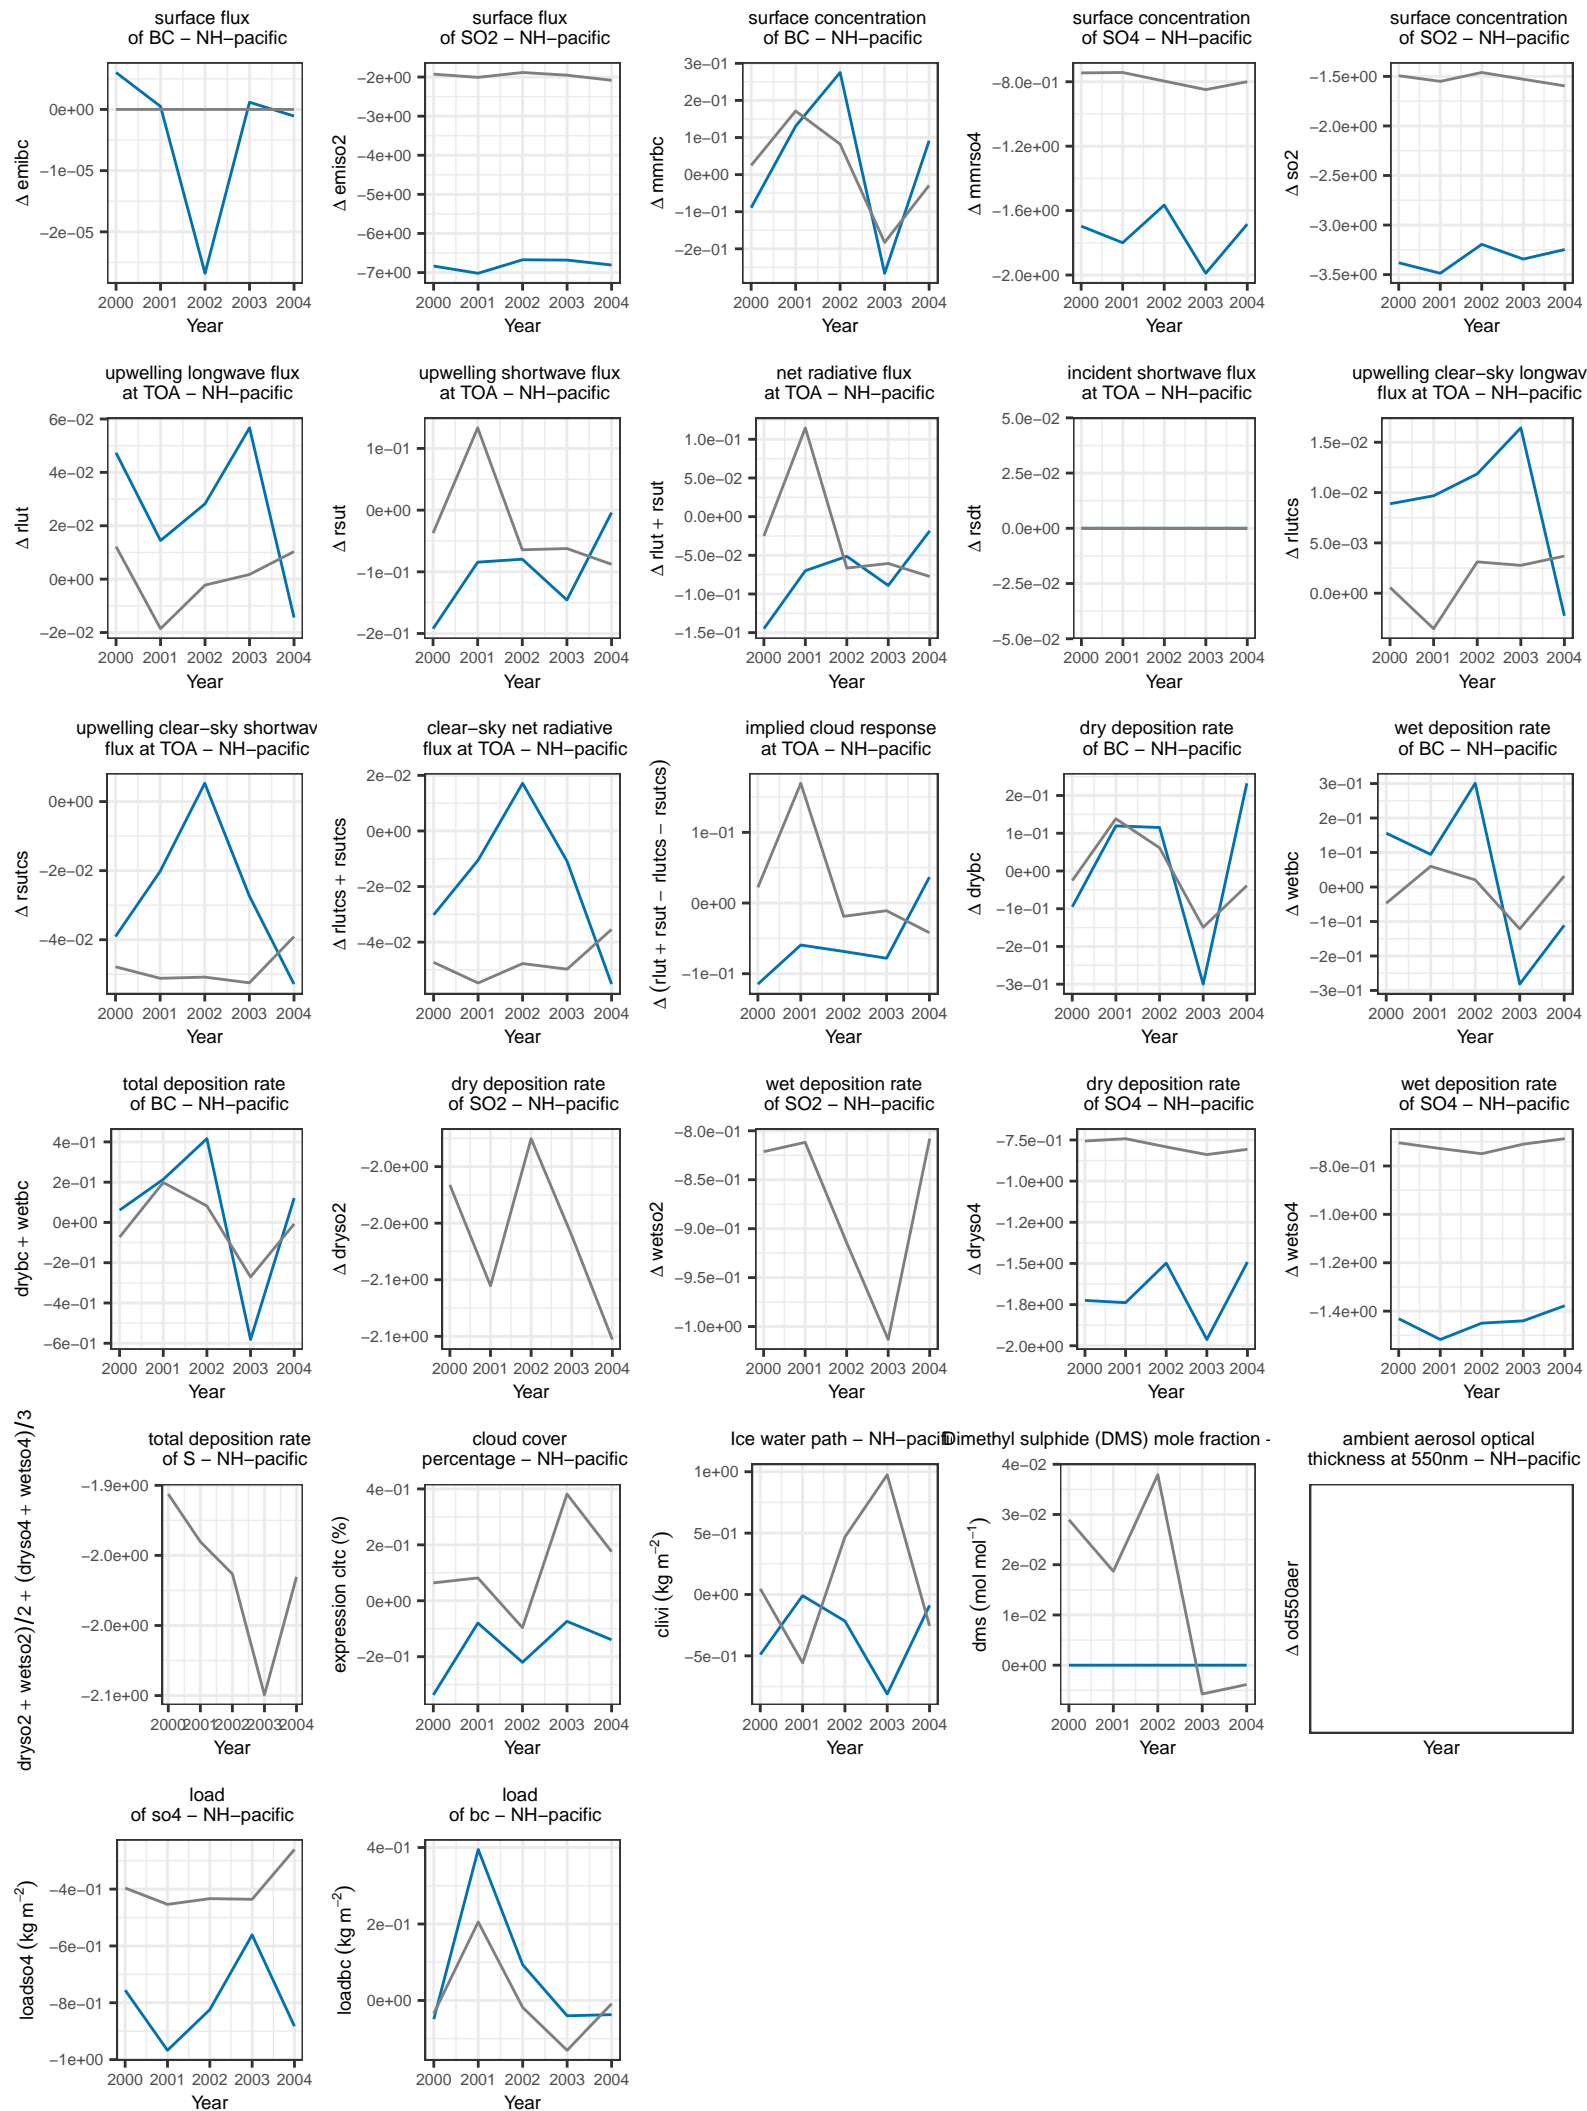 surface flux
of BC − NH−pacific
Δ emibc
0e+00
−1e−05
−2e−05
2000 2001 2002 2003 2004
Year
surface flux
of SO2 − NH−pacific
Δ emiso2
−2e+00
−3e+00
−4e+00
−5e+00
−6e+00
−7e+00
2000 2001 2002 2003 2004
Year
surface concentration
of BC − NH−pacific
Δ mmrbc
3e−01
2e−01
1e−01
0e+00
−1e−01
−2e−01
2000 2001 2002 2003 2004
Year
surface concentration
of SO4 − NH−pacific
Δ mmrso4
−8.0e−01
−1.2e+00
−1.6e+00
−2.0e+00
2000 2001 2002 2003 2004
Year
surface concentration
of SO2 − NH−pacific
Δ so2
−1.5e+00
−2.0e+00
−2.5e+00
−3.0e+00
−3.5e+00
2000 2001 2002 2003 2004
Year
upwelling longwave flux
at TOA − NH−pacific
Δ rlut
6e−02
4e−02
2e−02
0e+00
−2e−02
2000 2001 2002 2003 2004
Year
upwelling shortwave flux
at TOA − NH−pacific
Δ rsut
1e−01
0e+00
−1e−01
−2e−01
2000 2001 2002 2003 2004
Year
net radiative flux
at TOA − NH−pacific
Δ rlut + rsut
1.0e−01
5.0e−02
0.0e+00
−5.0e−02
−1.0e−01
−1.5e−01
2000 2001 2002 2003 2004
Year
incident shortwave flux
at TOA − NH−pacific
Δ rsdt
5.0e−02
2.5e−02
0.0e+00
−2.5e−02
−5.0e−02
2000 2001 2002 2003 2004
Year
upwelling clear−sky longwav
flux at TOA − NH−pacific
Δ rlutcs
1.5e−02
1.0e−02
5.0e−03
0.0e+00
2000 2001 2002 2003 2004
Year
upwelling clear−sky shortwav
flux at TOA − NH−pacific
Δ rsutcs
0e+00
−2e−02
−4e−02
2000 2001 2002 2003 2004
Year
clear−sky net radiative
flux at TOA − NH−pacific
Δ rlutcs + rsutcs
2e−02
0e+00
−2e−02
−4e−02
2000 2001 2002 2003 2004
Year
implied cloud response
at TOA − NH−pacific
Δ (rlut + rsut − rlutcs − rsutcs)
1e−01
0e+00
−1e−01
2000 2001 2002 2003 2004
Year
dry deposition rate
of BC − NH−pacific
Δ drybc
2e−01
1e−01
0e+00
−1e−01
−2e−01
−3e−01
2000 2001 2002 2003 2004
Year
wet deposition rate
of BC − NH−pacific
Δ wetbc
3e−01
2e−01
1e−01
0e+00
−1e−01
−2e−01
−3e−01
2000 2001 2002 2003 2004
Year
total deposition rate
of BC − NH−pacific
drybc + wetbc
4e−01
2e−01
0e+00
−2e−01
−4e−01
−6e−01
2000 2001 2002 2003 2004
Year
dry deposition rate
of SO2 − NH−pacific
Δ dryso2
−2.0e+00
−2.0e+00
−2.1e+00
−2.1e+00
2000 2001 2002 2003 2004
Year
wet deposition rate
of SO2 − NH−pacific
Δ wetso2
−8.0e−01
−8.5e−01
−9.0e−01
−9.5e−01
−1.0e+00
2000 2001 2002 2003 2004
Year
dry deposition rate
of SO4 − NH−pacific
Δ dryso4
−7.5e−01
−1.0e+00
−1.2e+00
−1.5e+00
−1.8e+00
−2.0e+00
2000 2001 2002 2003 2004
Year
wet deposition rate
of SO4 − NH−pacific
Δ wetso4
−8.0e−01
−1.0e+00
−1.2e+00
−1.4e+00
2000 2001 2002 2003 2004
Year
total deposition rate
of S − NH−pacific
dryso2 + wetso2)/2 + (dryso4 + wetso4)/3
−1.9e+00
−2.0e+00
−2.0e+00
−2.1e+00
2000 2001 2002 2003 2004
Year
cloud cover
percentage − NH−pacific
expression cltc (%)
4e−01
2e−01
0e+00
−2e−01
2000 2001 2002 2003 2004
Year
Ice water path − NH−pacific
clivi (kg m−2)
1e+00
5e−01
0e+00
−5e−01
2000 2001 2002 2003 2004
Year
Dimethyl sulphide (DMS) mole fraction −
dms (mol mol−1)
4e−02
3e−02
2e−02
1e−02
0e+00
2000 2001 2002 2003 2004
Year
ambient aerosol optical
thickness at 550nm − NH−pacific
Δ od550aer
Year
load
of so4 − NH−pacific
loadso4 (kg m−2)
−4e−01
−6e−01
−8e−01
−1e+00
2000 2001 2002 2003 2004
Year
load
of bc − NH−pacific
loadbc (kg m−2)
4e−01
2e−01
0e+00
2000 2001 2002 2003 2004
Year